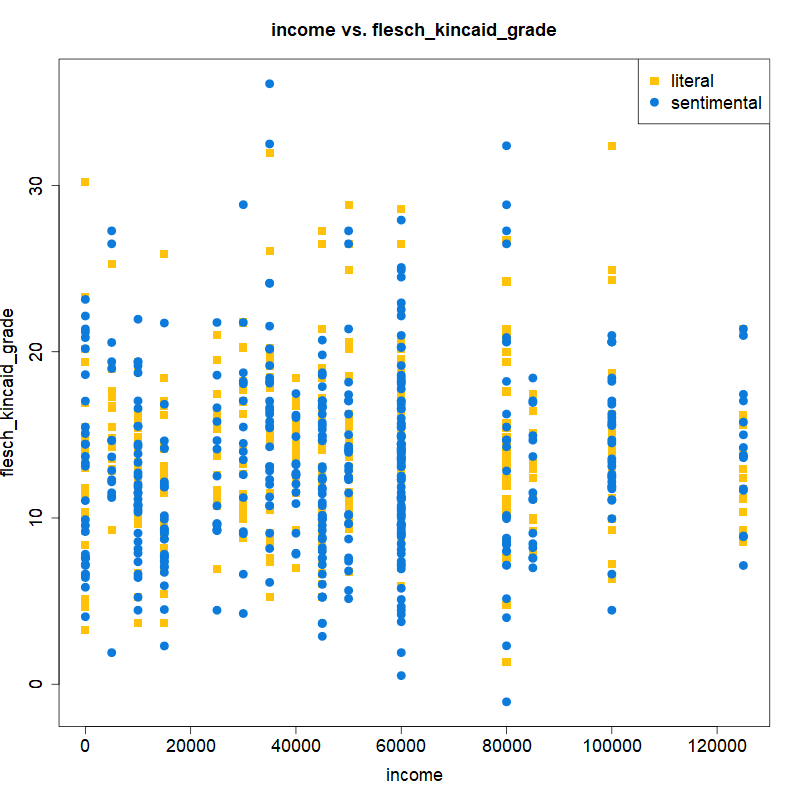 income vs. flesch_kincaid_grade
literal
sentimental
flesch_kincaid_grade
30
20
10
0
0 20000 40000 60000 80000 100000 120000
income